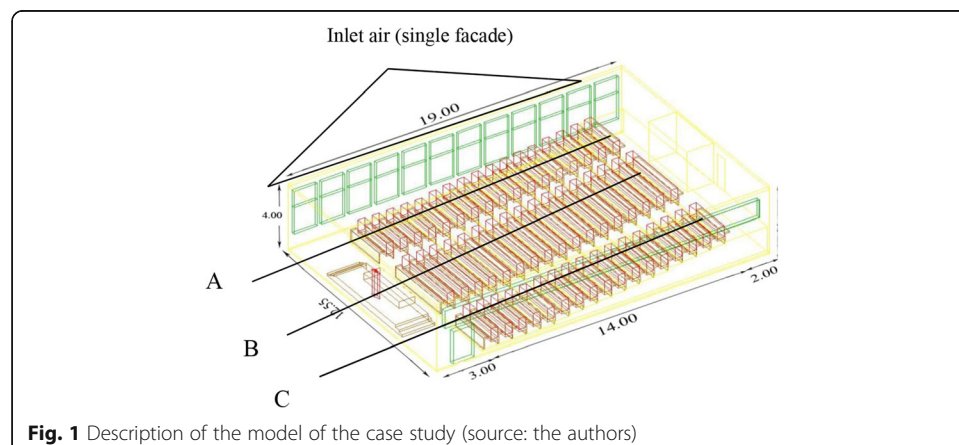 Inlet air (single facade)
19.00
4.00
A
B
C
3.00
14.00
2.00
Fig. 1 Description of the model of the case study (source: the authors)